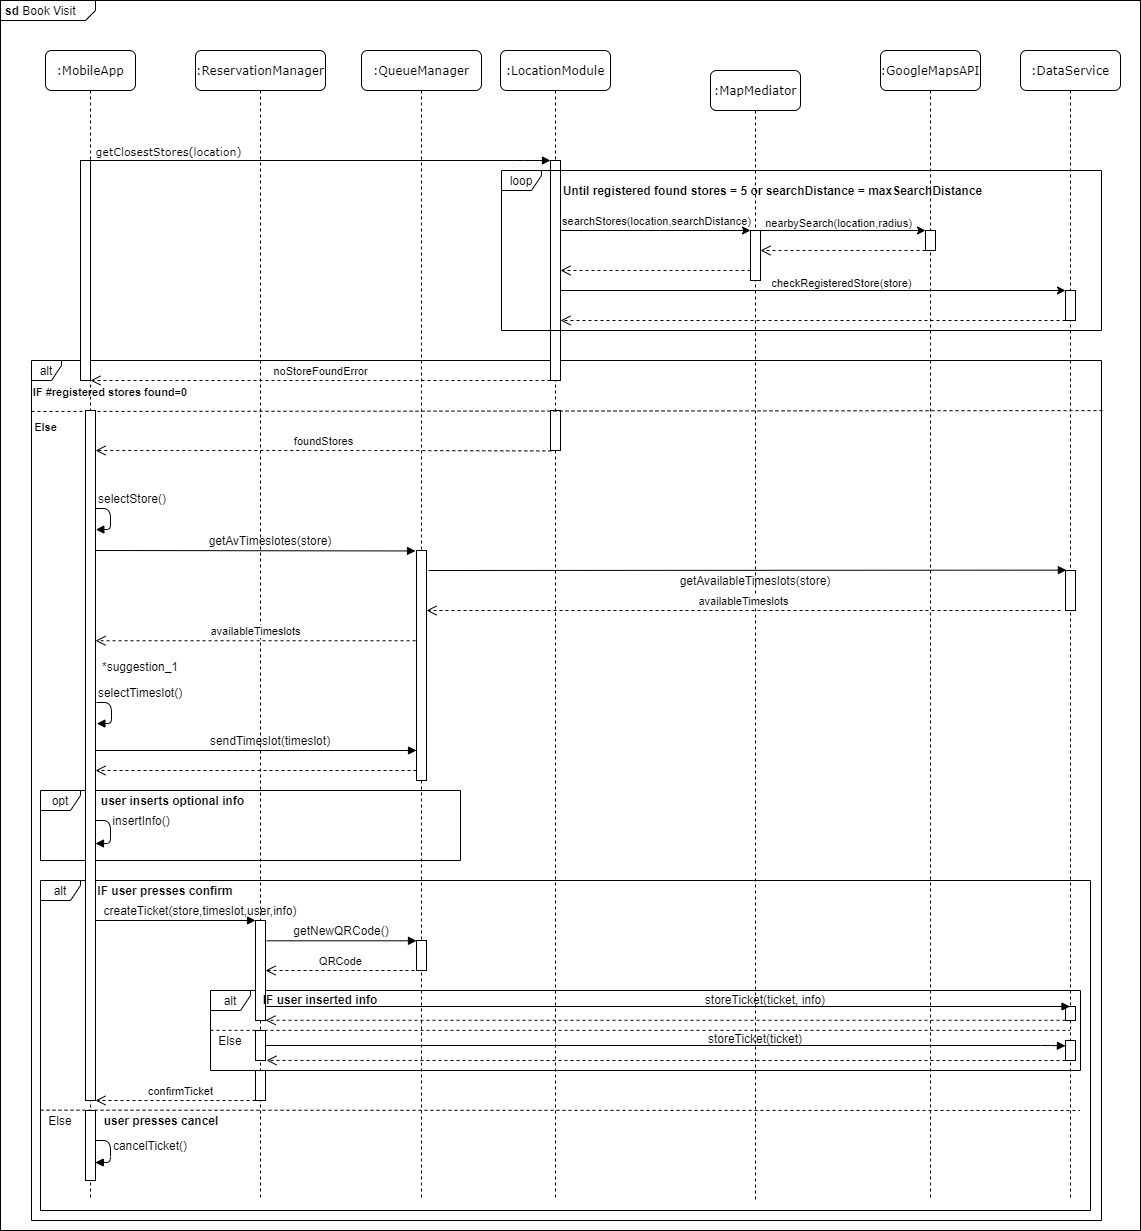 sd Book Visit
:MobileApp
:ReservationManager
:QueueManager
:LocationModule
:MapMediator
:GoogleMapsAPI
:DataService
getClosestStores(location)
loop
Until registered found stores = 5 or searchDistance = maxSearchDistance
searchStores(location,searchDistance)
nearbySearch(location,radius)
checkRegisteredStore(store)
alt
noStoreFoundError
IF #registered stores found=0
Else
foundStores
selectStore()
getAvTimeslotes(store)
getAvailableTimeslots(store)
availableTimeslots
availableTimeslots
*suggestion_1
selectTimeslot()
sendTimeslot(timeslot)
opt
user inserts optional info
insertInfo()
alt
IF user presses confirm
createTicket(store,timeslot,user,info)
getNewQRCode()
QRCode
alt
IF user inserted info
storeTicket(ticket, info)
Else
storeTicket(ticket)
confirmTicket
Else
user presses cancel
cancelTicket()